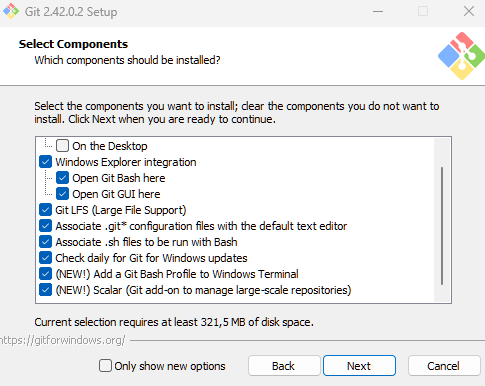 Git 2.42.0.2 Setup
Select Components
Which components should be installed?
Select the components you want to install; clear the components you do not want to
install. Click Next when you are ready to continue.
On the Desktop
Windows Explorer integration
Open Git Bash here
Open Git GUI here
Git LFS (Large File Support)
Associate .git* configuration files with the default text editor
Associate .sh files to be run with Bash
Check daily for Git for Windows updates
(NEW!) Add a Git Bash Profile to Windows Terminal
(NEW!) Scalar (Git add-on to manage large-scale repositories)
Current selection requires at least 321,5 MB of disk space.
https://gitforwindows.org/
Only show new options Back Next Cancel